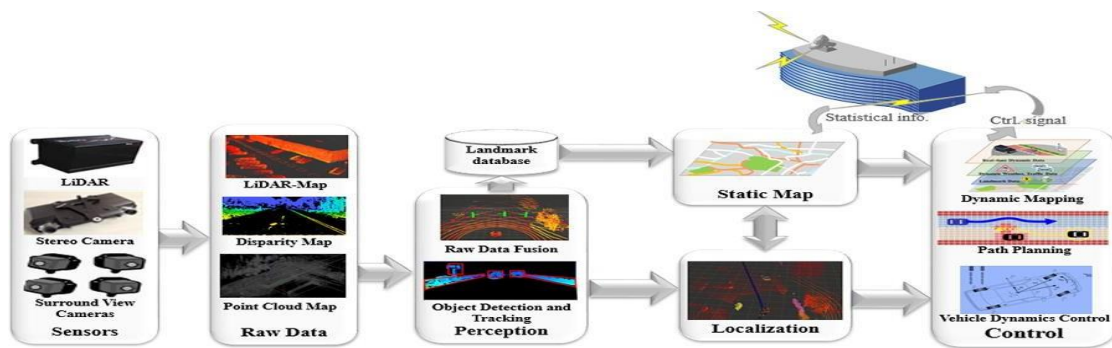 LiDAR
Stereo Camera
Surround View
Cameras
Sensors
LiDAR-Map
Disparity Map
Point Cloud Map
Raw Data
Landmark
database
Raw Data Fusion
Object Detection and
Tracking
Perception
Statistical info.
Static Map
Localization
CtrL signal
Landmark Data
Dynamic Mapping
Path Planning
Vehicle Dynamics Control
Control